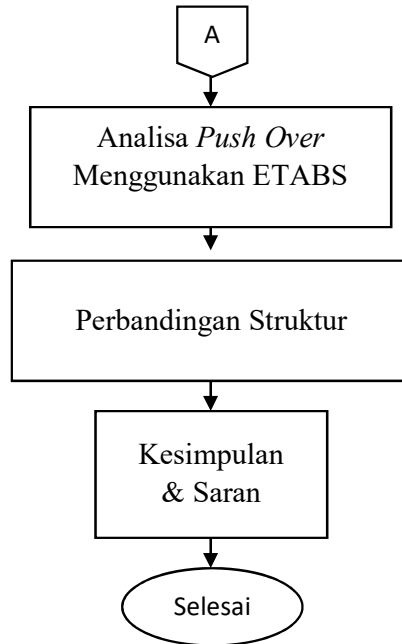 A
Analisa Push Over
Menggunakan ETABS
Perbandingan Struktur
Kesimpulan
& Saran
Selesai